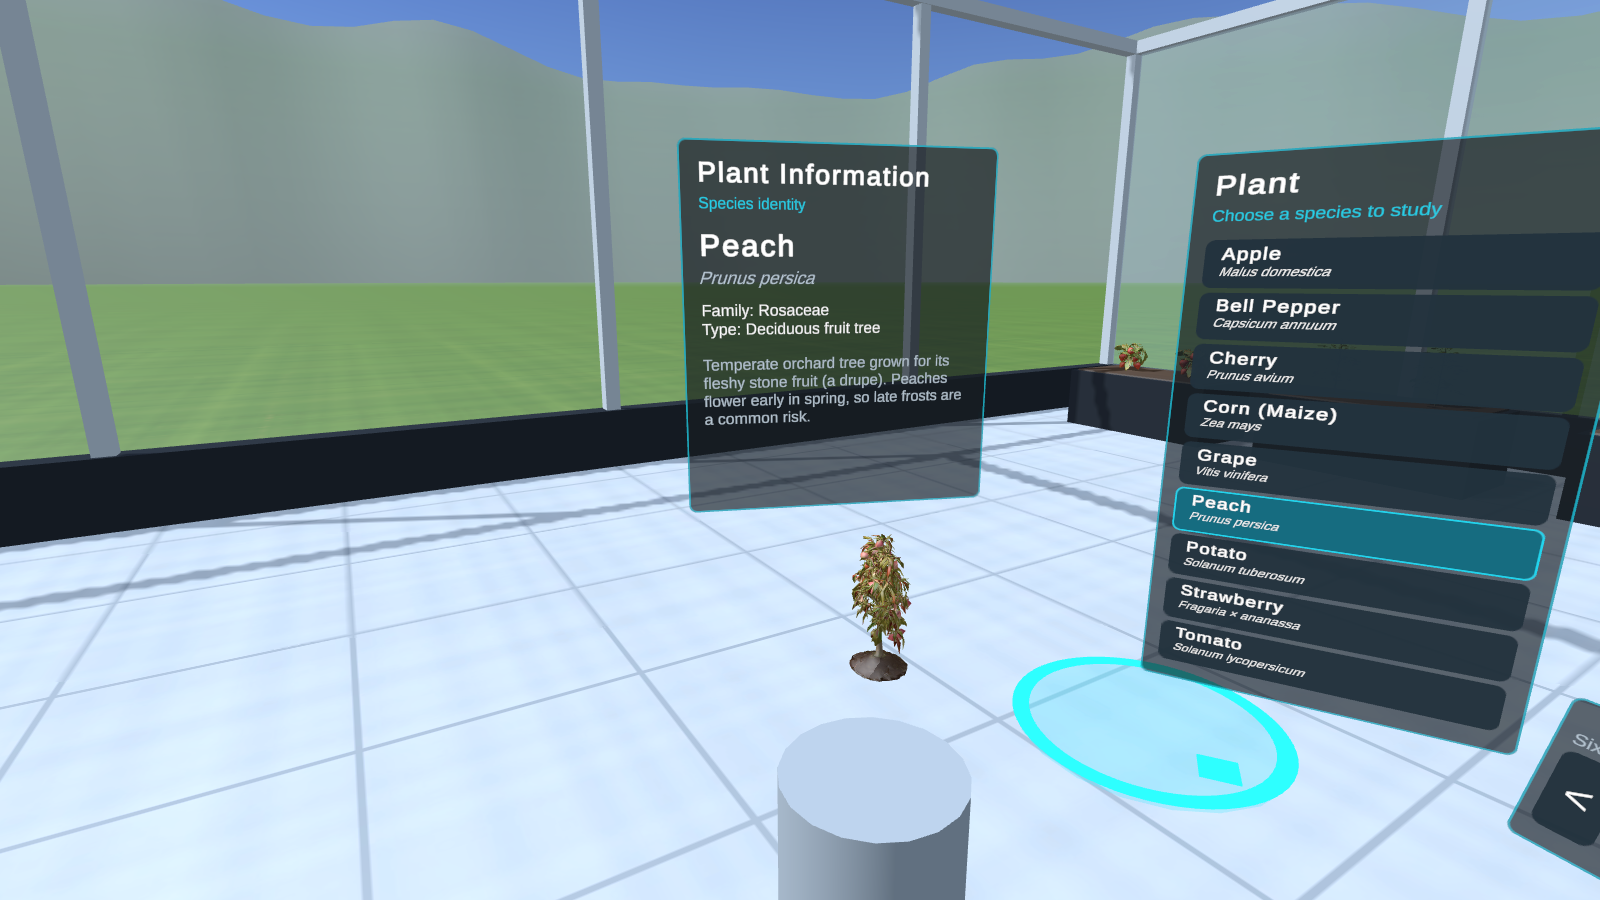 Plant Information
Species identity
Peach
Prunus persica
Family: Rosaceae
Type: Deciduous fruit tree
Temperate orchard tree grown for its
fleshy stone fruit (a drupe). Peaches
flower early in spring, so late frosts are
a common risk.
Plant
Choose a species to study
Apple
Malus domestica
Bell Pepper
Capsicum annuum
Cherry
Prunus avium
Corn (Maize)
Zea mays
Grape
Vitis vinifera
Peach
Prunus persica
Potato
Solanum tuberosum
Strawberry
Fragaria × ananassa
Tomato
Solanum lycopersicum